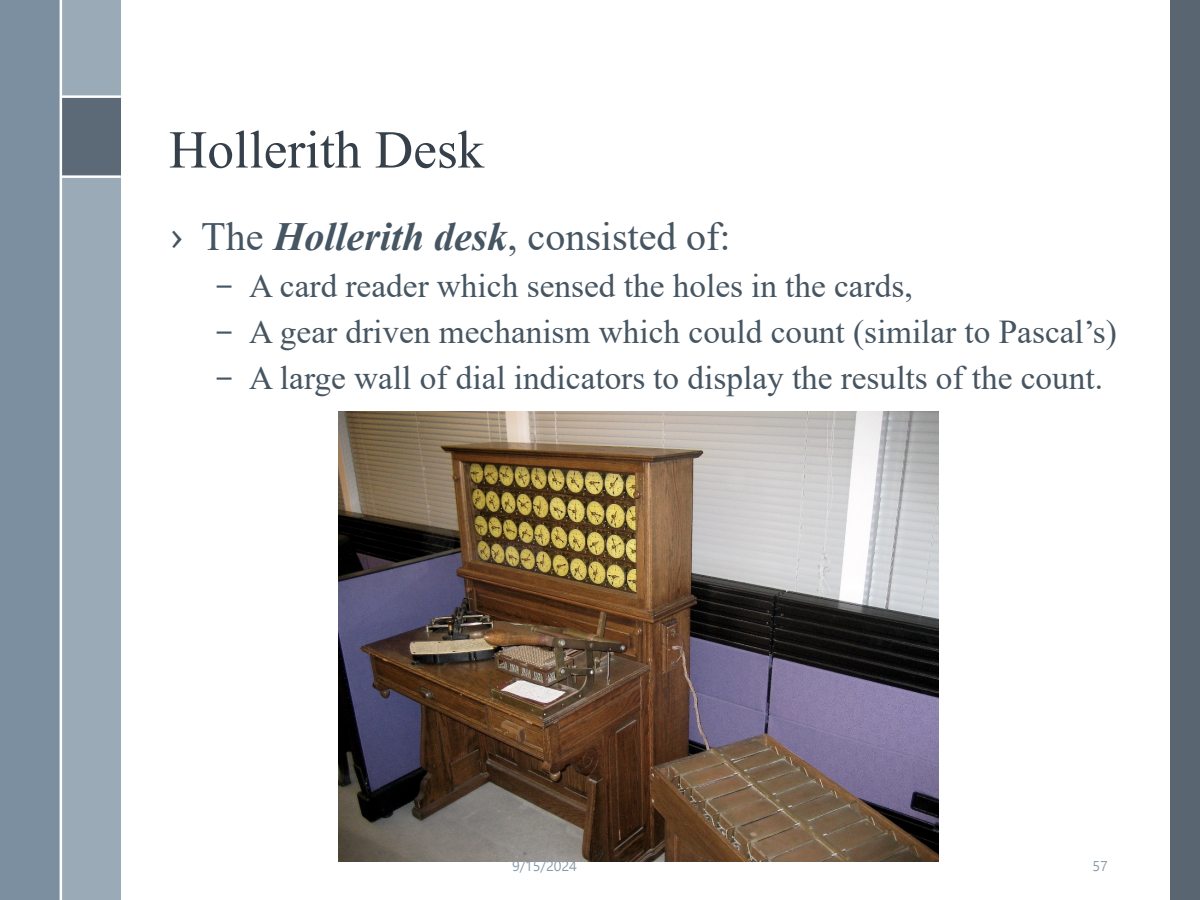 Hollerith Desk
› The Hollerith desk, consisted of:
– A card reader which sensed the holes in the cards,
– A gear driven mechanism which could count (similar to Pascal’s)
– A large wall of dial indicators to display the results of the count.
9/15/2024
57